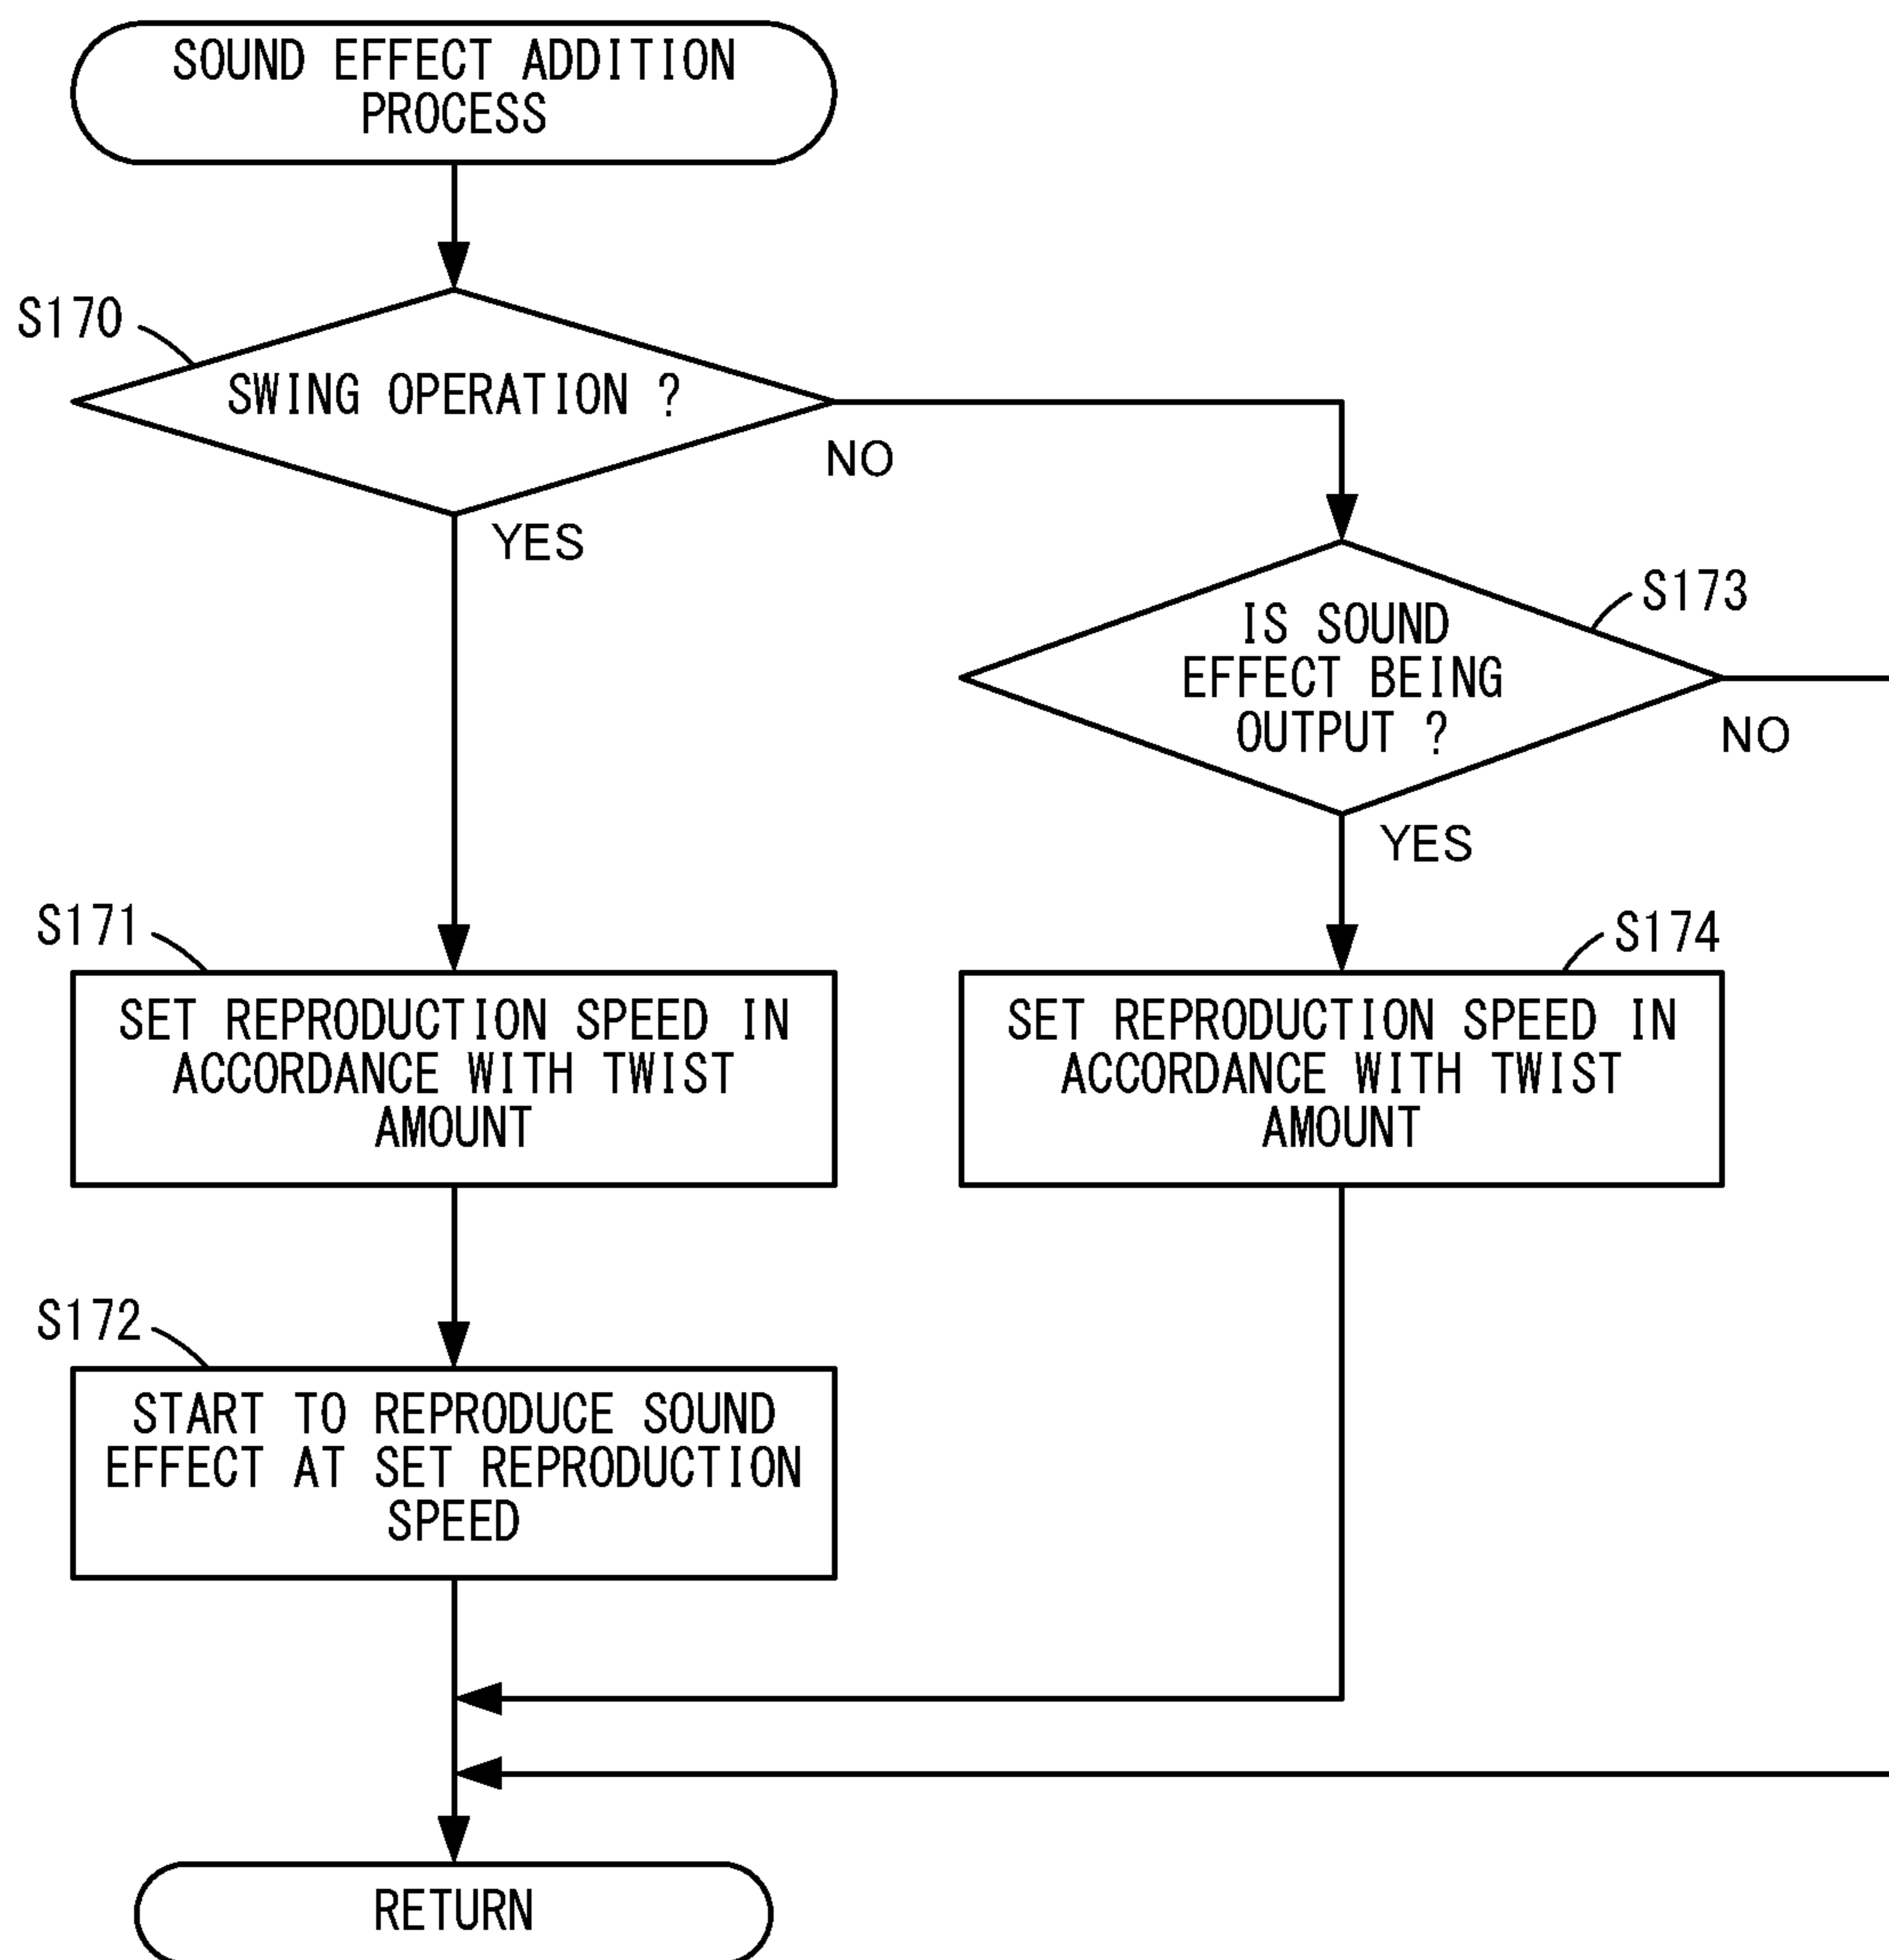 SOUND EFFECT ADDITION
PROCESS
S170
SWING OPERATION ?
NO
YES
S173
IS SOUND
EFFECT BEING
OUTPUT ?
NO
YES
S171
SET REPRODUCTION SPEED IN
ACCORDANCE WITH TWIST
AMOUNT
S174
SET REPRODUCTION SPEED IN
ACCORDANCE WITH TWIST
AMOUNT
S172
START TO REPRODUCE SOUND
EFFECT AT SET REPRODUCTION
SPEED
RETURN